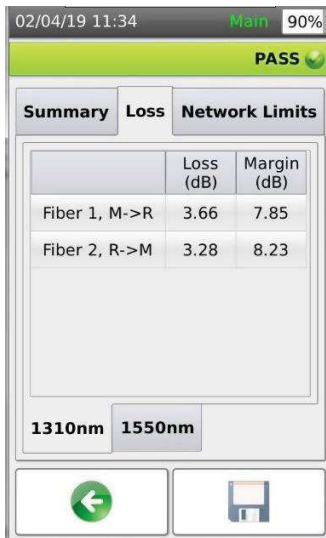 02/04/19 11:34 Main 90%
PASS
Summary Loss Network Limits
Loss (dB) Margin (dB)
Fiber 1, M->R 3.66 7.85
Fiber 2, R->M 3.28 8.23
1310nm 1550nm